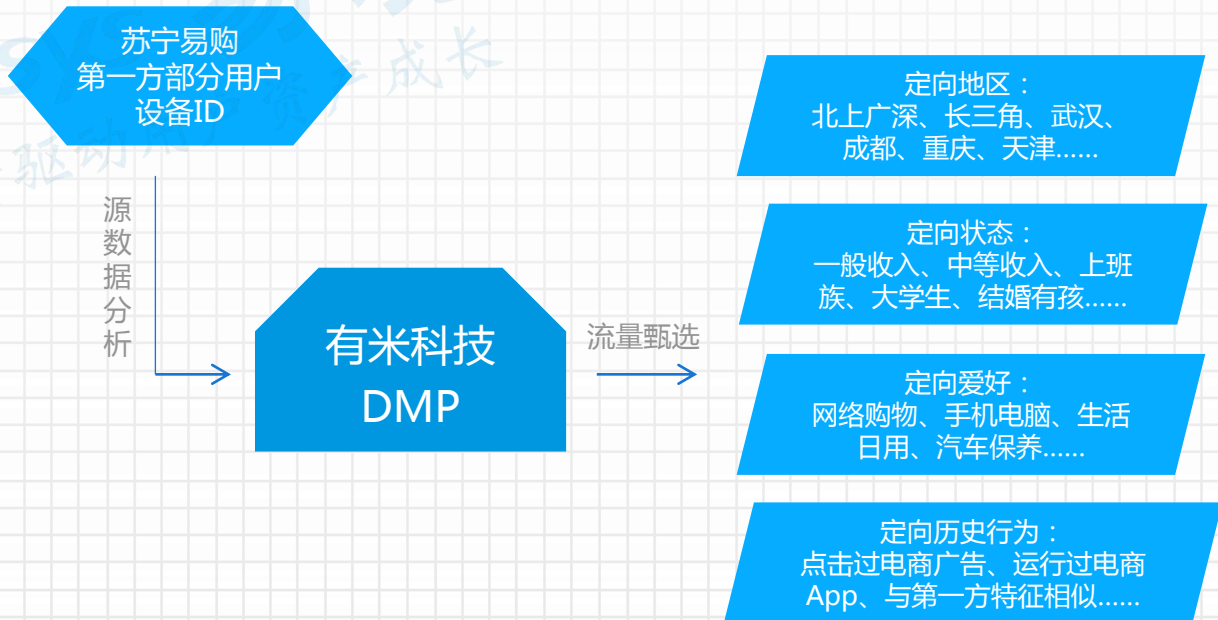 苏宁易购
第一方部分用户
设备ID
源
数
据
分
析
有米科技
DMP
流量甄选
定向地区：
北上广深、长三角、武汉、
成都、重庆、天津......
定向状态：
一般收入、中等收入、上班
族、大学生、结婚有孩......
定向爱好：
网络购物、手机电脑、生活
日用、汽车保养......
定向历史行为：
点击过电商广告、运行过电商
App、与第一方特征相似......